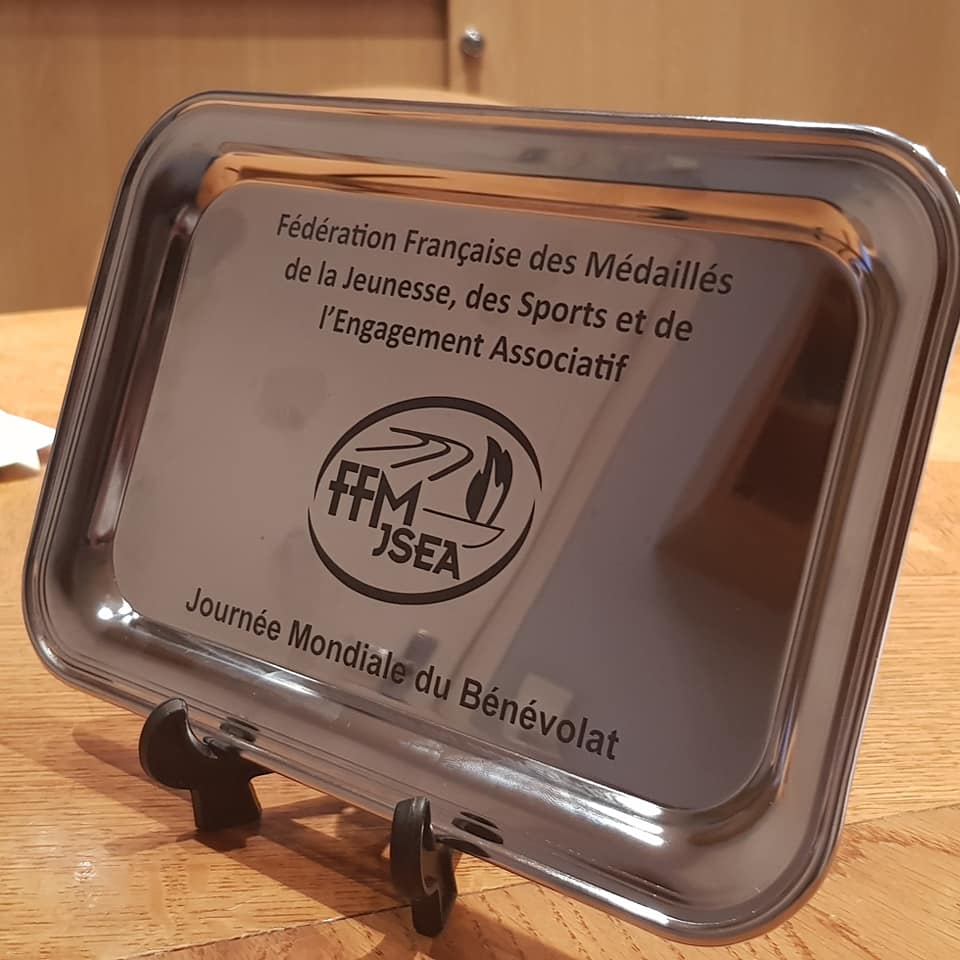 Fédération Française des Médaillés
de la Jeunesse, des Sports et de
l'Engagement Associatif
FFM
JSEA
Journée Mondiale du Bénévolat